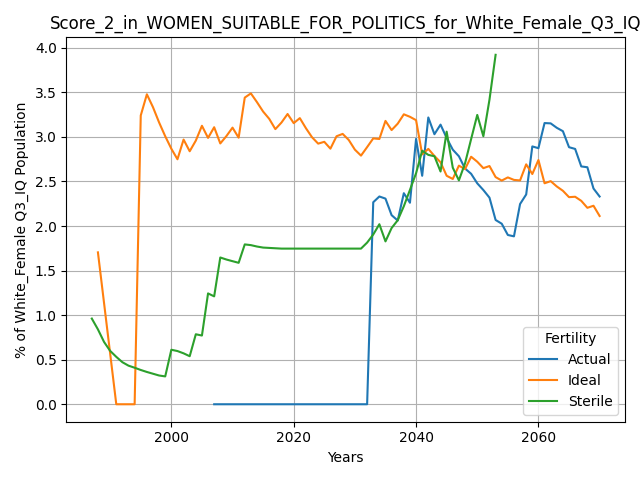 Score_2_in_WOMEN_SUITABLE_FOR_POLITICS_for_White_Female_Q3_IQ
% of White_Female Q3_IQ Population
4.0
3.5
3.0
2.5
2.0
1.5
1.0
0.5
0.0
2000
2020
2040
2060
Years
Fertility
Actual
Ideal
Sterile